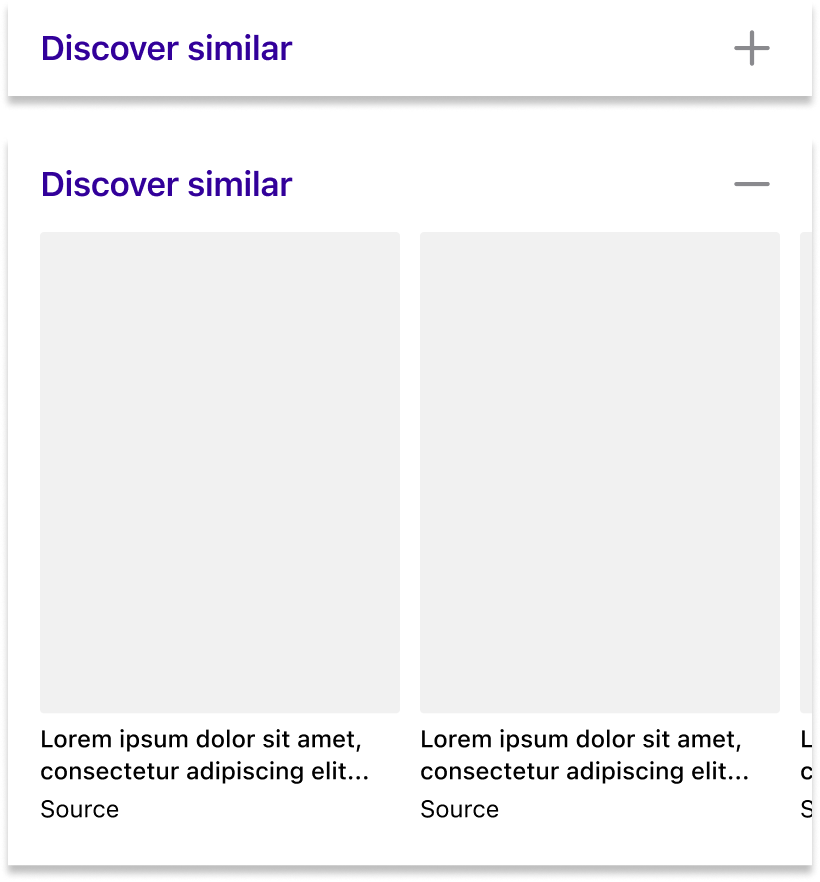 Discover similar
Discover similar
Lorem ipsum dolor sit amet,
consectetur adipiscing elit...
Source
Lorem ipsum dolor sit amet,
consectetur adipiscing elit...
Source